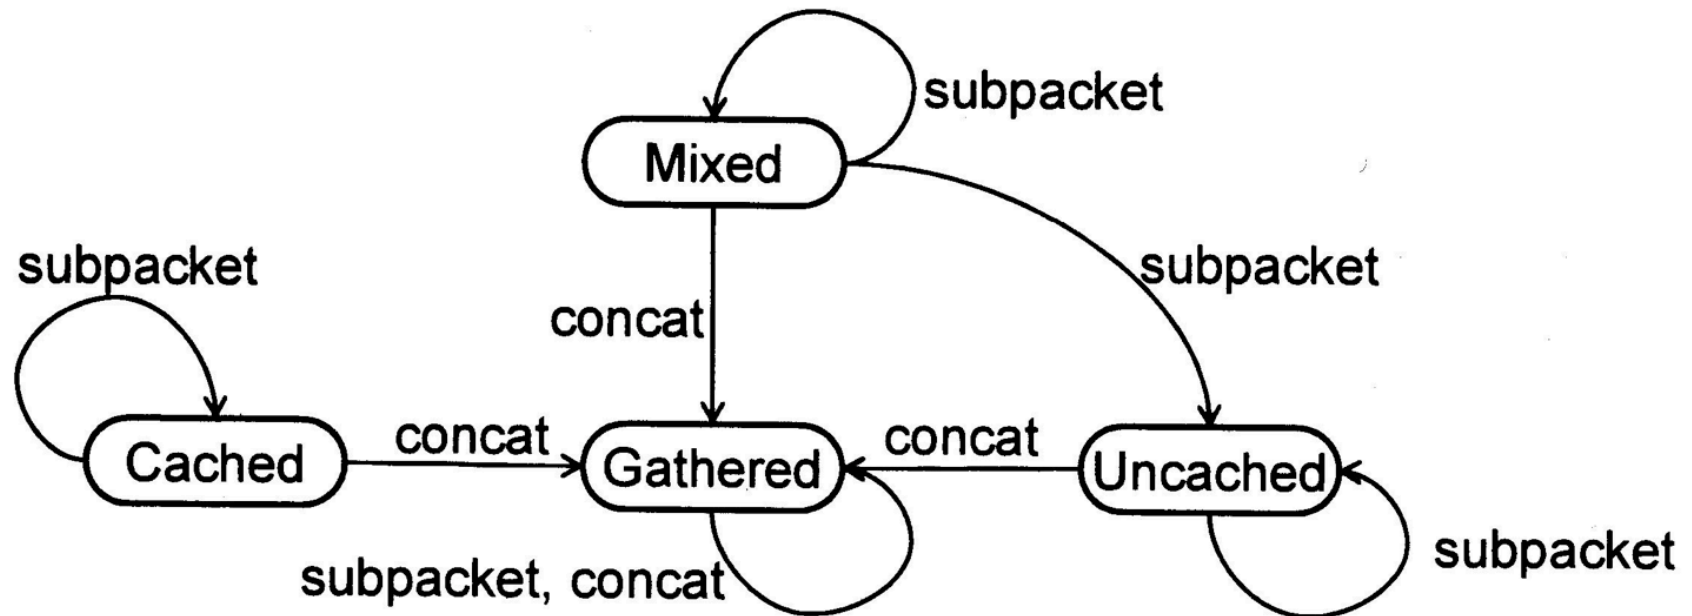 subpacket
Mixed
subpacket
subpacket
concat
Cached
concat
Gathered
concat
Uncached
subpacket, concat
subpacket